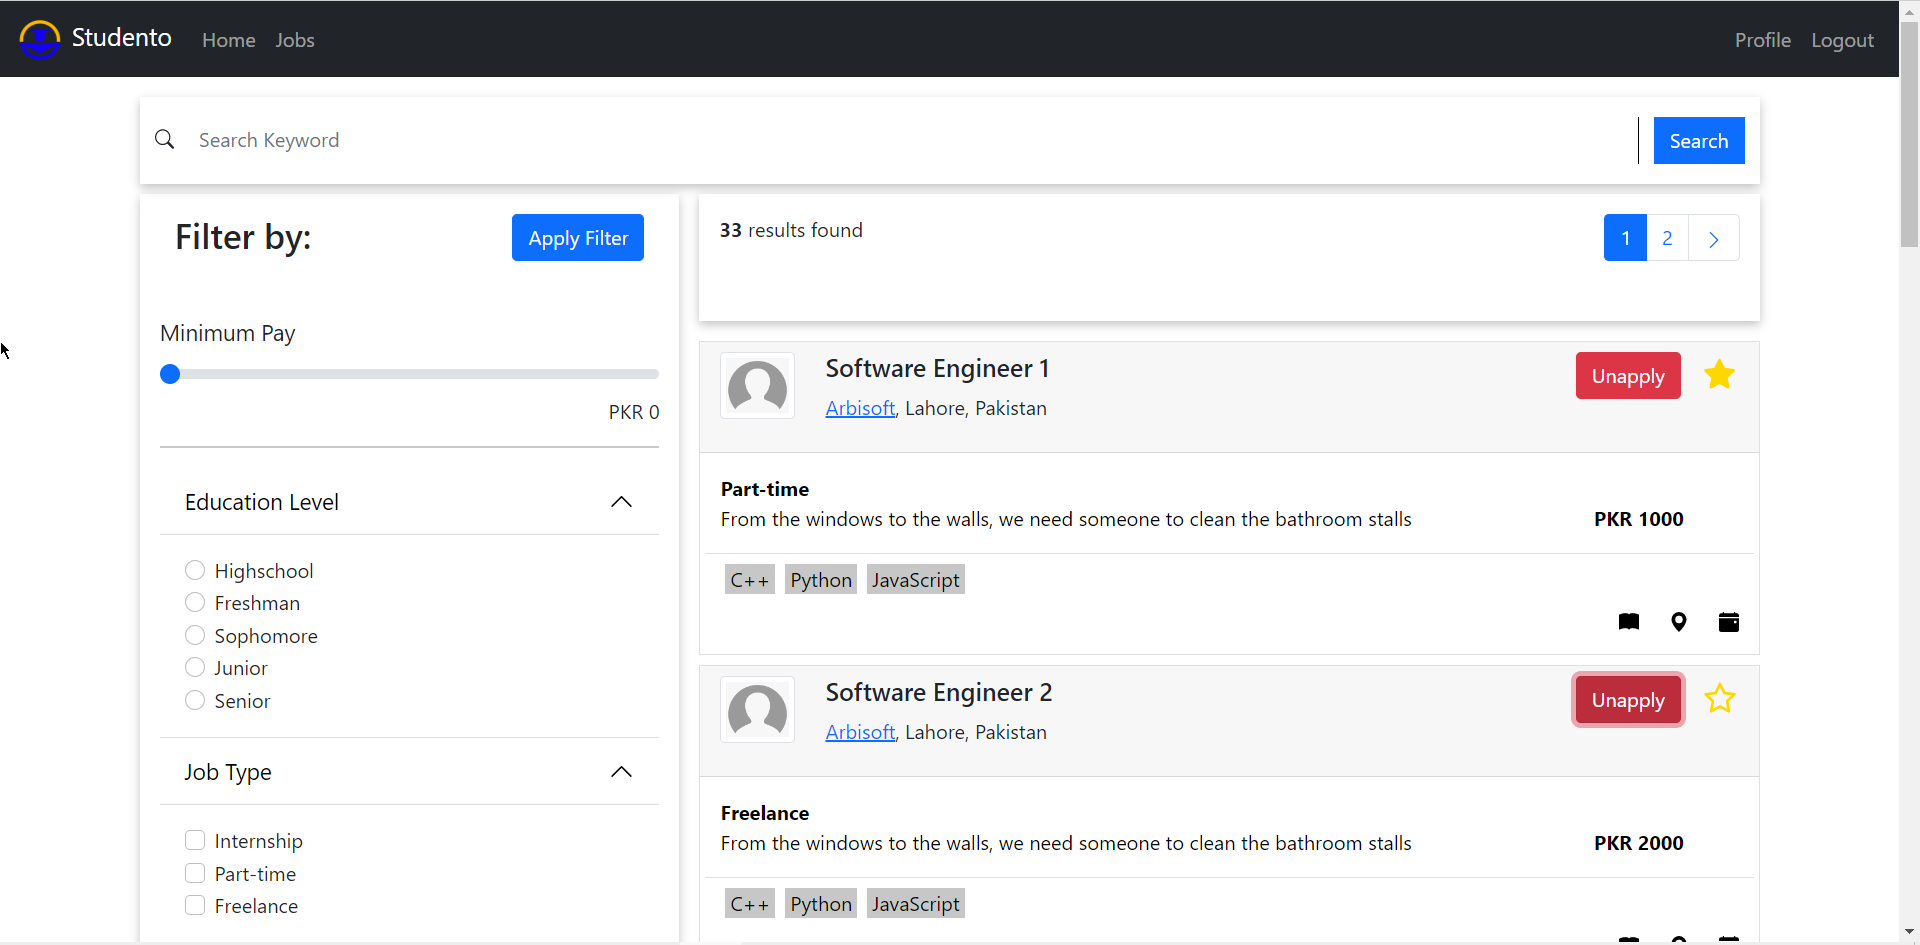 Studento Home Jobs Profile Logout
Search Keyword Search
Filter by: Apply Filter
33 results found
1 2
Minimum Pay
PKR 0
Education Level
Highschool
Freshman
Sophomore
Junior
Senior
Job Type
Internship
Part-time
Freelance
Software Engineer 1 Unapply
Arbisoft, Lahore, Pakistan
Part-time
From the windows to the walls, we need someone to clean the bathroom stalls PKR 1000
C++ Python JavaScript
Software Engineer 2 Unapply
Arbisoft, Lahore, Pakistan
Freelance
From the windows to the walls, we need someone to clean the bathroom stalls PKR 2000
C++ Python JavaScript